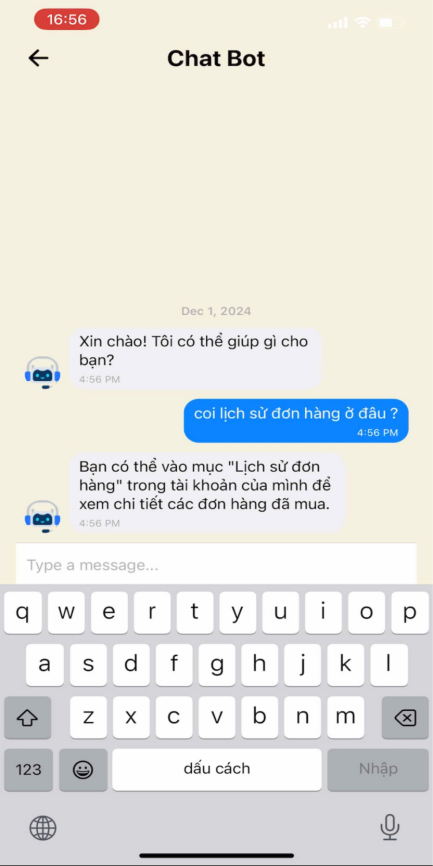 16:56
Chat Bot
Dec 1, 2024
Xin chào! Tôi có thể giúp gì cho
bạn?
4:56 PM
coi lịch sử đơn hàng ở đâu ?
4:56 PM
Bạn có thể vào mục "Lịch sử đơn
hàng" trong tài khoản của mình để
xem chi tiết các đơn hàng đã mua.
4:56 PM
Type a message...
q w e r t y u i o p
a s d f g h j k l
z x c v b n m
123 dấu cách Nhập